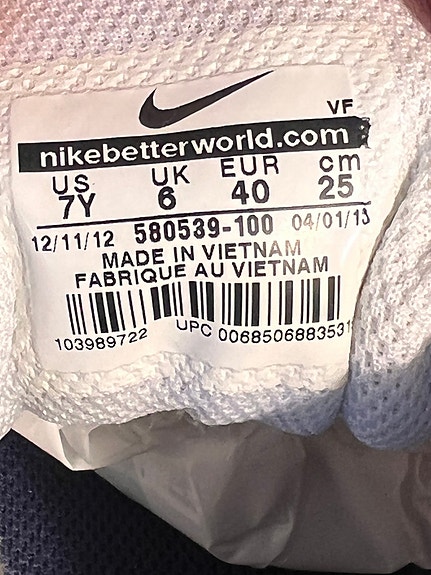 VF
nikebetterworld.com
US UK EUR cm
7Y 6 40 25
12/11/12 580539-100 04/01/13
MADE IN VIETNAM
FABRIQUE AU VIETNAM
103989722 UPC 00685068835319